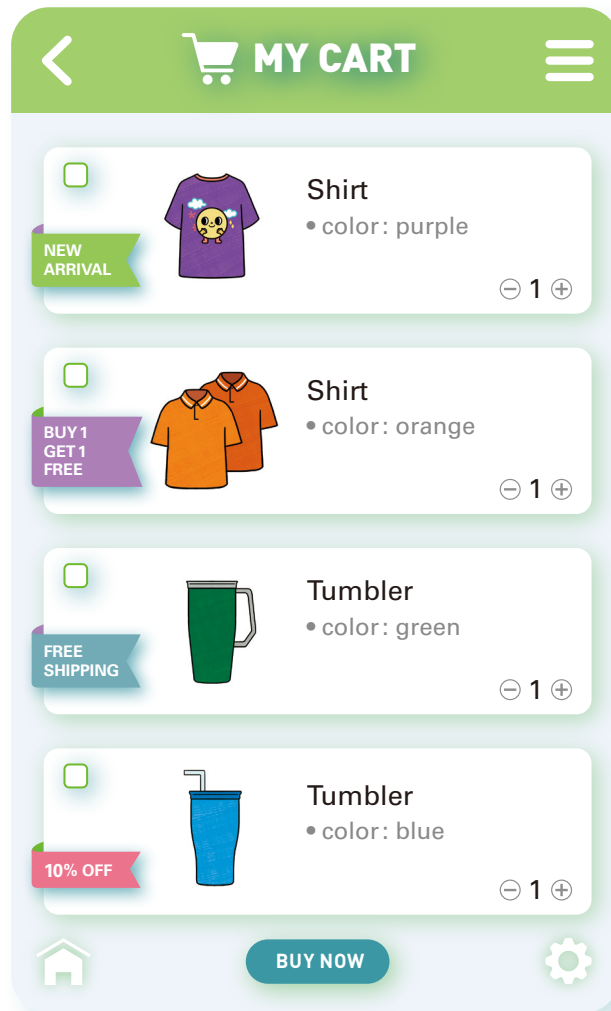 MY CART
Shirt
• color: purple
NEW
ARRIVAL
1
Shirt
• color: orange
BUY 1
GET 1
FREE
1
Tumbler
• color: green
FREE
SHIPPING
1
Tumbler
• color: blue
10% OFF
1
BUY NOW